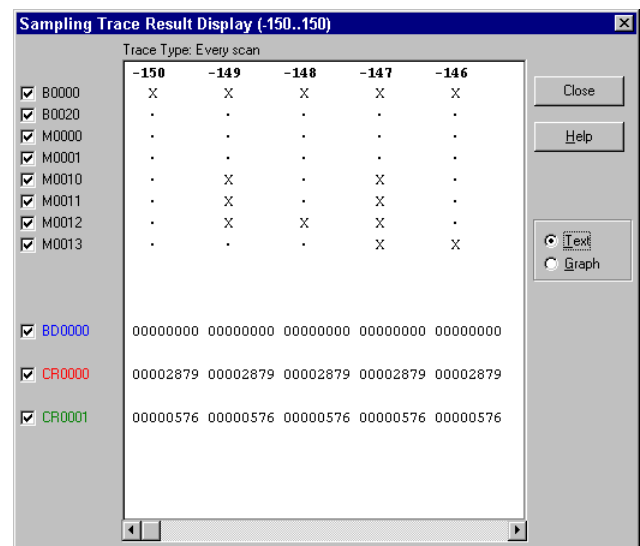 Sampling Trace Result Display (-150..150)
Trace Type: Every scan
-150 -149 -148 -147 -146
B0000 X X X X X
B0020 . . . . .
M0000 . . . . .
M0001 . . . . .
M0010 . X . X .
M0011 . X . X .
M0012 . X X X .
M0013 . . . X X
BD0000 00000000 00000000 00000000 00000000 00000000
CR0000 00002879 00002879 00002879 00002879 00002879
CR0001 00000576 00000576 00000576 00000576 00000576
Close
Help
Text
Graph